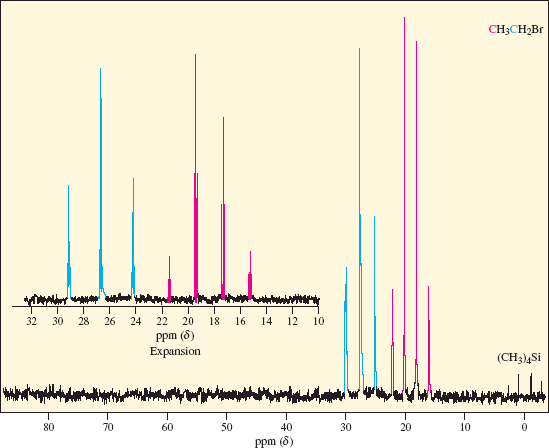 CH3CH2Br
32 30 28 26 24 22 20 18 16 14 12 10
ppm (δ)
Expansion
(CH3)4Si
80 70 60 50 40 30 20 10 0
ppm (δ)